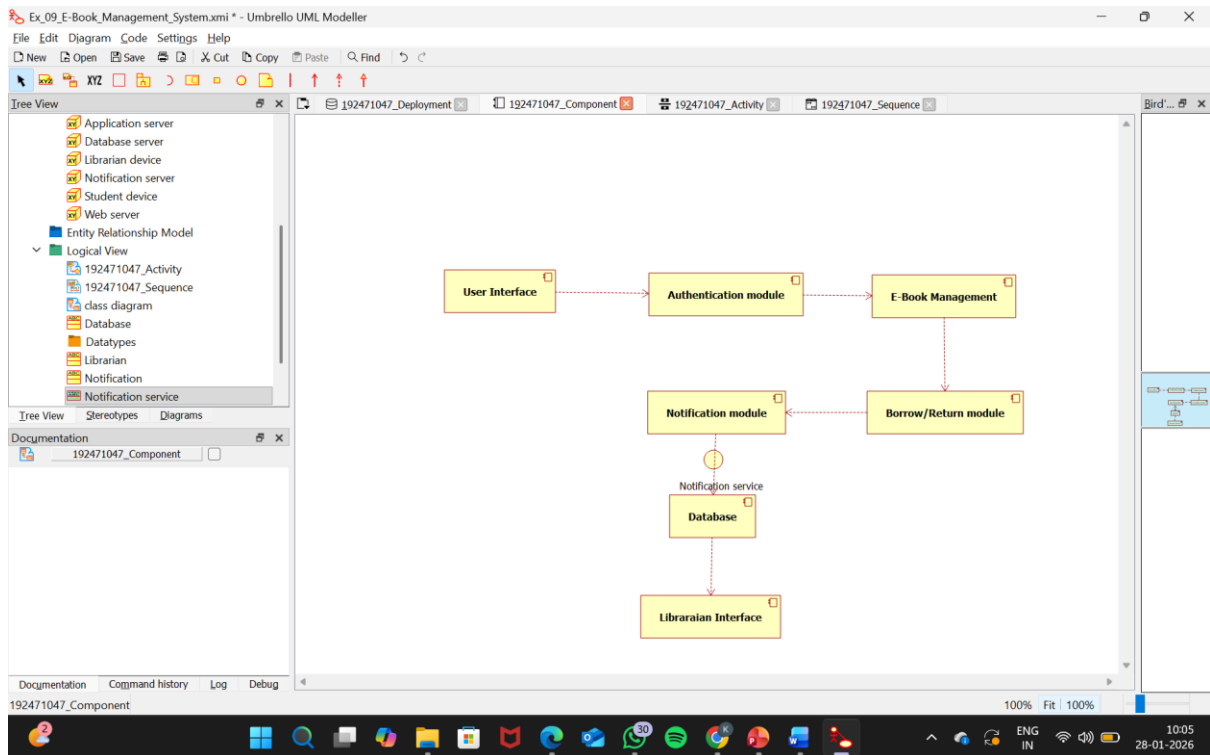 Ex_09_E-Book_Management_System.xmi * - Umbrello UML Modeller
File Edit Diagram Code Settings Help
New Open Save Cut Copy Paste Find
XYZ
Tree View
192471047_Deployment 192471047_Component 192471047_Activity 192471047_Sequence
Bird'...
Application server
Database server
Librarian device
Notification server
Student device
Web server
Entity Relationship Model
Logical View
192471047_Activity
192471047_Sequence
class diagram
Database
Datatypes
Librarian
Notification
Notification service
Tree View Stereotypes Diagrams
Documentation
192471047_Component
User Interface
Authentication module
E-Book Management
Notification module
Borrow/Return module
Notification service
Database
Libraraian Interface
Documentation Command history Log Debug
192471047_Component
100% Fit 100%
2
30
ENG
IN
10:05
28-01-2026